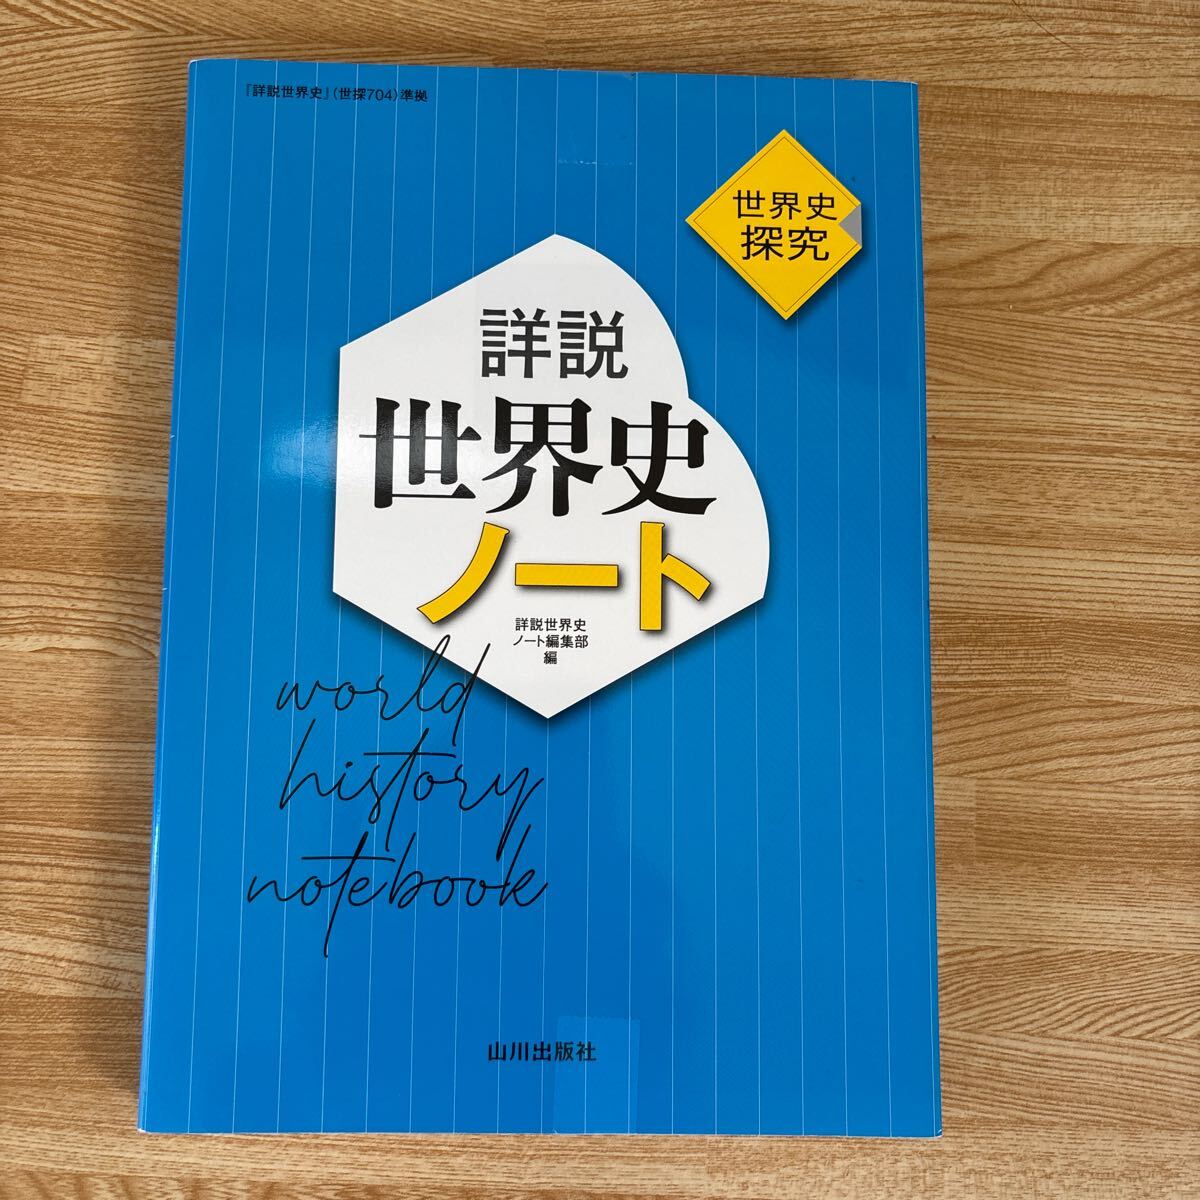 『詳説世界史』(世探704)準拠
世界史
探究
詳説
世界史
ノート
詳説世界史
ノート編集部
編
world
history
notebook
山川出版社